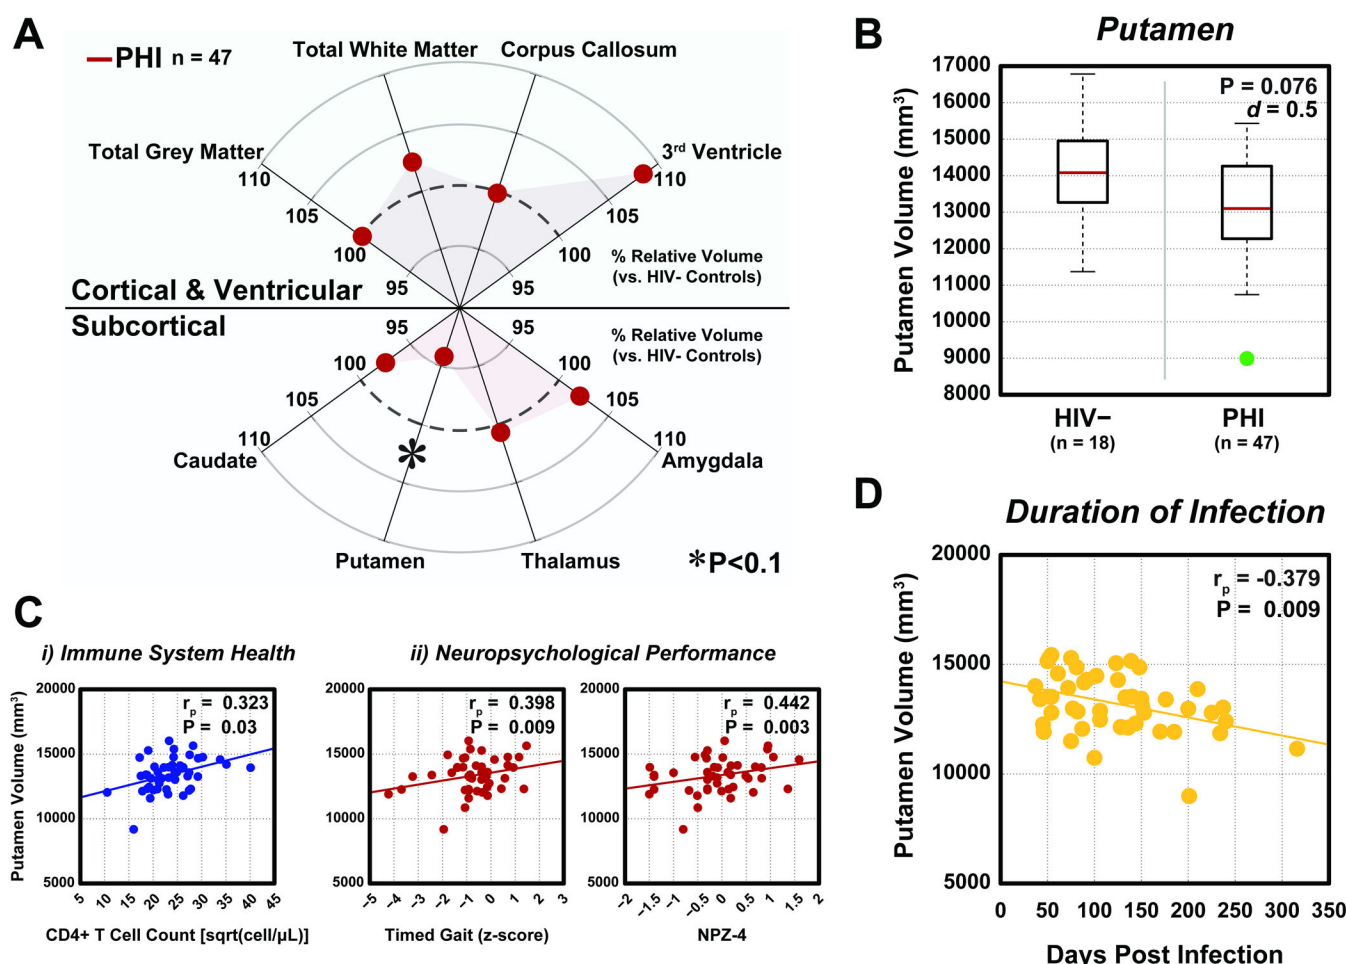 A
PHI n = 47
Total White Matter
Corpus Callosum
Total Grey Matter
3rd Ventricle
110
110
105
105
100
100
% Relative Volume
(vs. HIV- Controls)
95
95
Cortical & Ventricular
Subcortical
95
95
% Relative Volume
(vs. HIV- Controls)
100
100
105
105
110
110
Caudate
Amygdala
*
Putamen
Thalamus
*P<0.1
B
Putamen
Putamen Volume (mm³)
17000
16000
15000
14000
13000
12000
11000
10000
9000
8000
P = 0.076
d = 0.5
HIV−
(n = 18)
PHI
(n = 47)
C
i) Immune System Health
Putamen Volume (mm³)
20000
15000
10000
5000
rp = 0.323
P = 0.03
5
10
15
20
25
30
35
40
45
CD4+ T Cell Count [sqrt(cell/µL)]
ii) Neuropsychological Performance
20000
15000
10000
5000
rp = 0.398
P = 0.009
−5
−4
−3
−2
−1
0
1
2
3
Timed Gait (z-score)
20000
15000
10000
5000
rp = 0.442
P = 0.003
−2
−1.5
−1
−0.5
0
0.5
1
1.5
2
NPZ-4
D
Duration of Infection
Putamen Volume (mm³)
20000
15000
10000
5000
rp = -0.379
P = 0.009
0
50
100
150
200
250
300
350
Days Post Infection